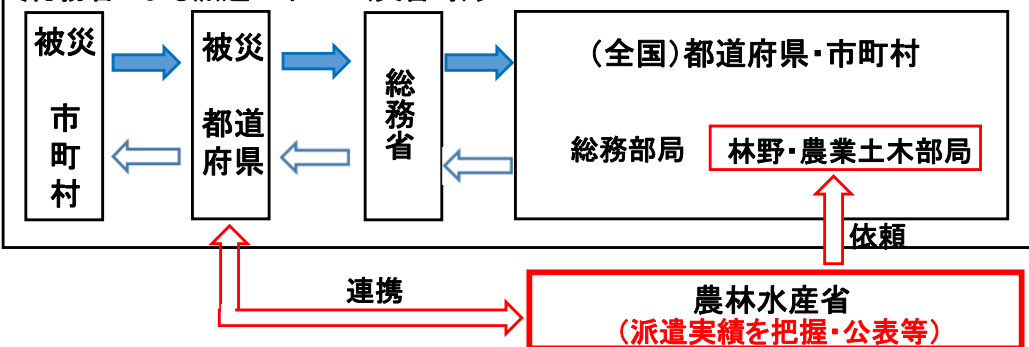 被災
市町村
被災
都道府県
総務省
（全国）都道府県・市町村
総務部局
林野・農業土木部局
依頼
連携
農林水産省
（派遣実績を把握・公表等）